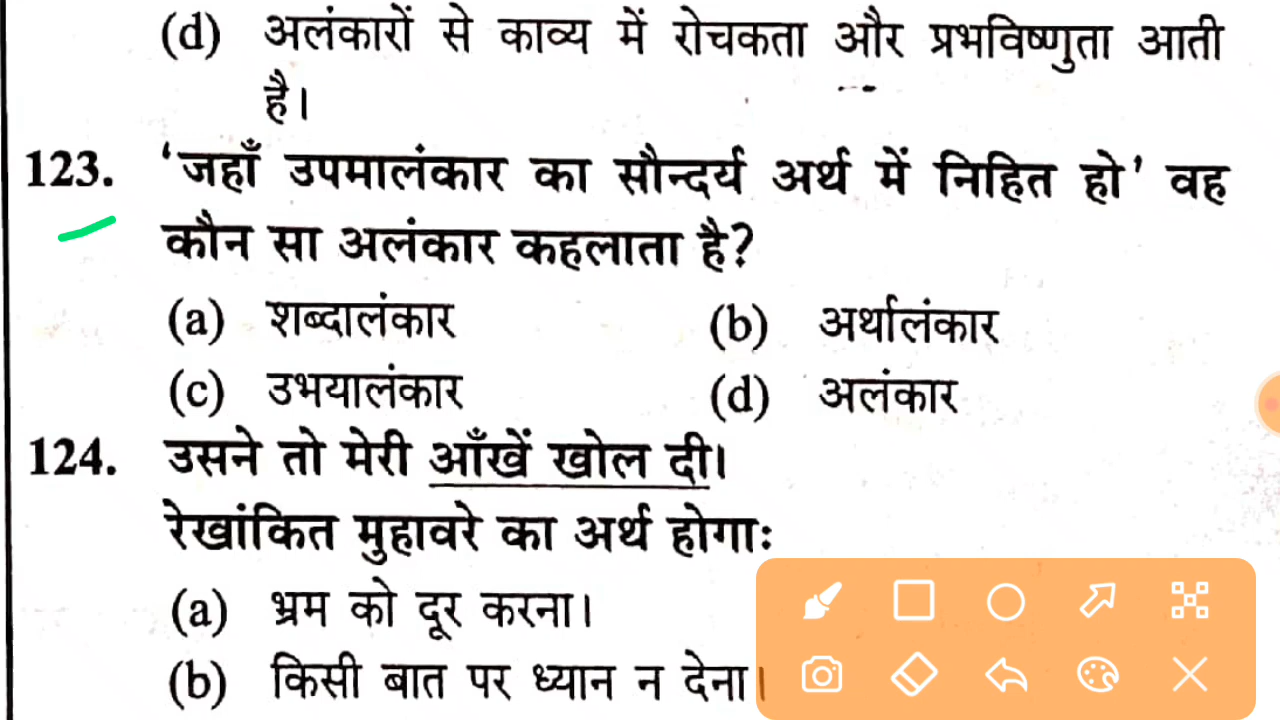 (d) अलंकारों से काव्य में रोचकता और प्रभविष्णुता आती
है।
123. 'जहाँ उपमालंकार का सौन्दर्य अर्थ में निहित हो' वह
कौन सा अलंकार कहलाता है?
(a) शब्दालंकार (b) अर्थालंकार
(c) उभयालंकार (d) अलंकार
124. उसने तो मेरी आँखें खोल दी।
रेखांकित मुहावरे का अर्थ होगाः
(a) भ्रम को दूर करना।
(b) किसी बात पर ध्यान न देना।